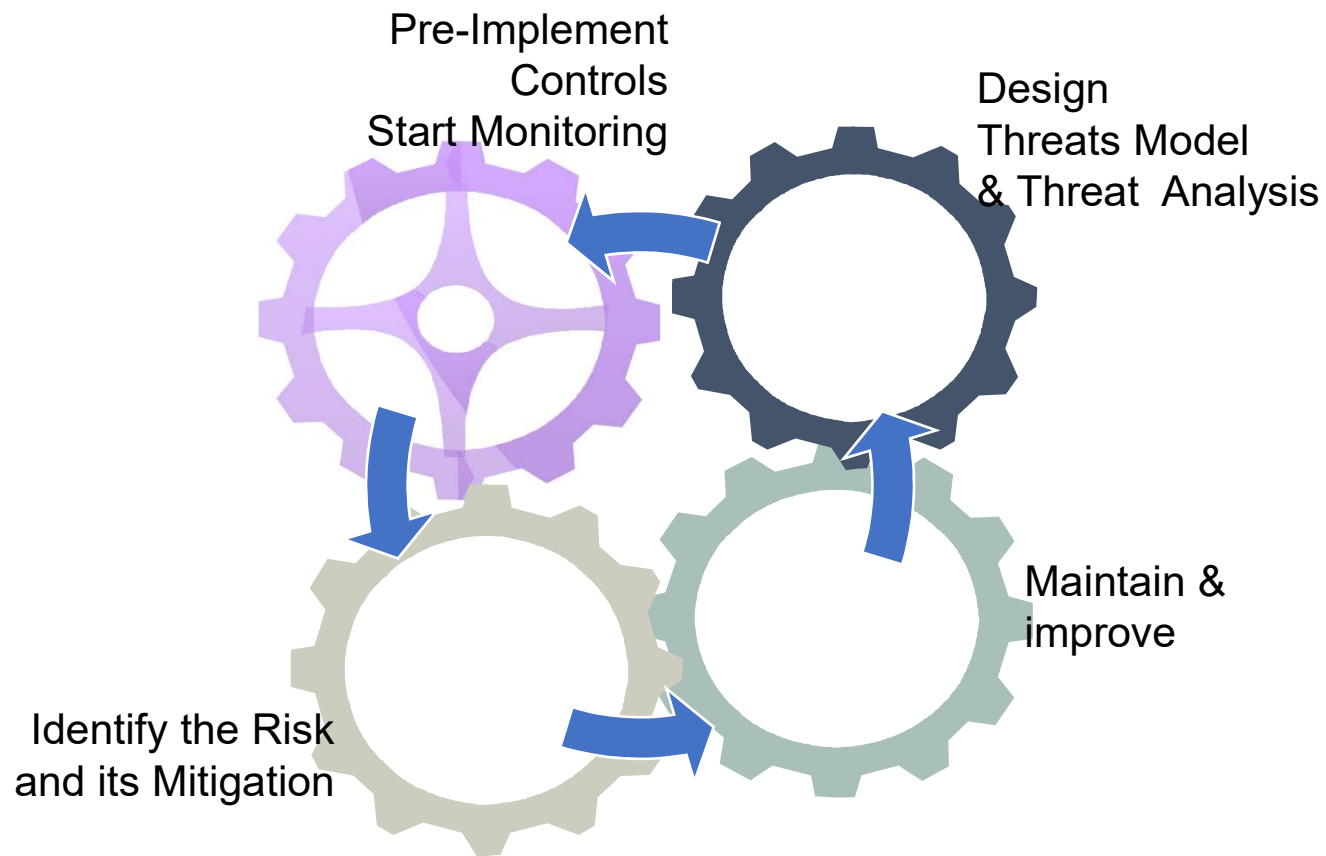 Pre-Implement
Controls
Start Monitoring
Design
Threats Model
& Threat  Analysis
Maintain &
improve
Identify the Risk
and its Mitigation